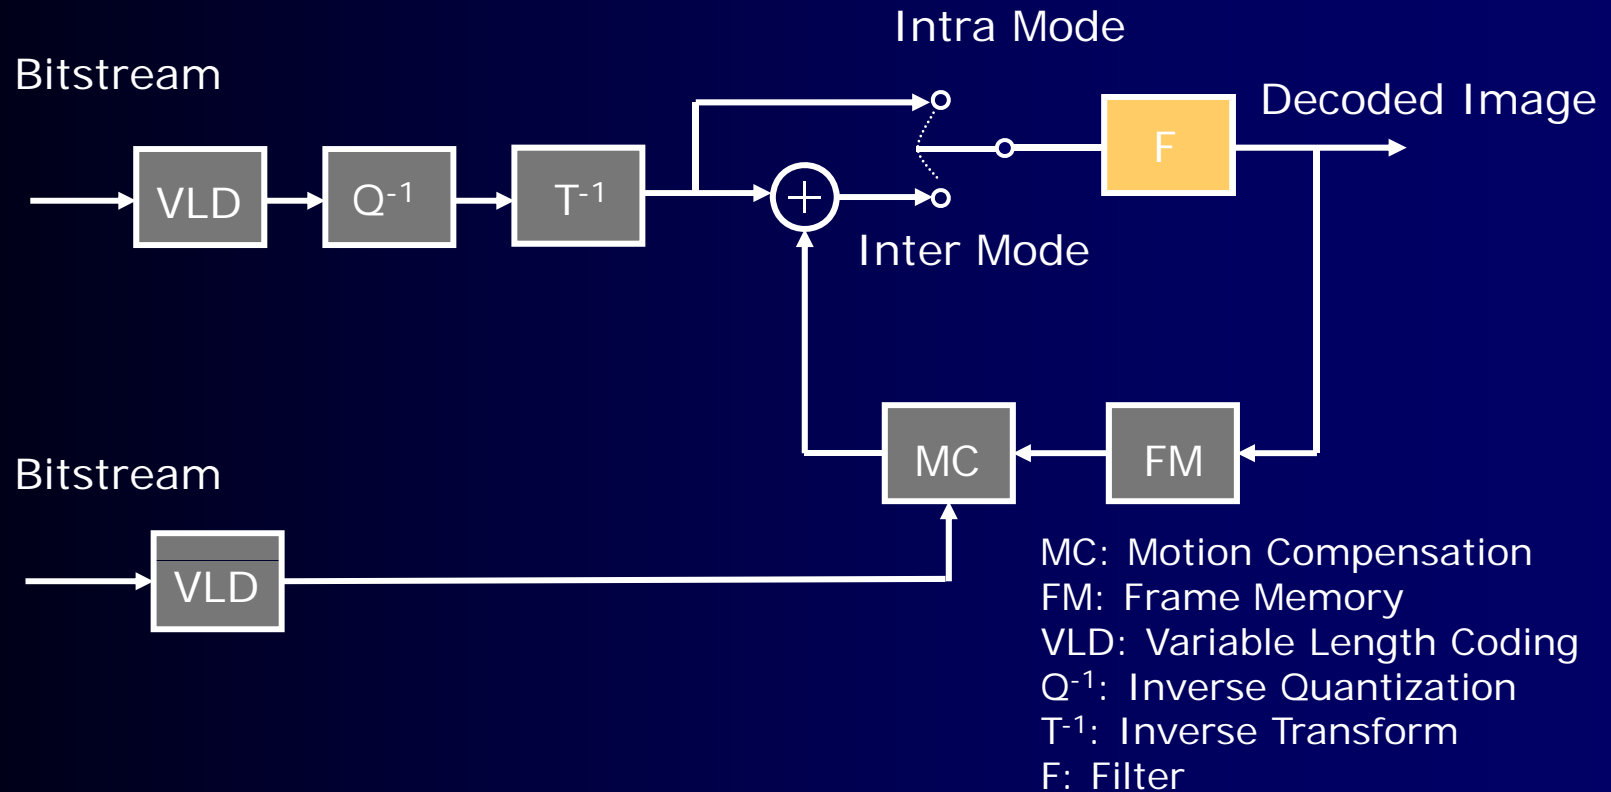 Intra Mode
Bitstream
Decoded Image
F
VLD
Q-1
T-1
+
Inter Mode
MC
FM
Bitstream
VLD
MC: Motion Compensation
FM: Frame Memory
VLD: Variable Length Coding
Q-1: Inverse Quantization
T-1: Inverse Transform
F: Filter